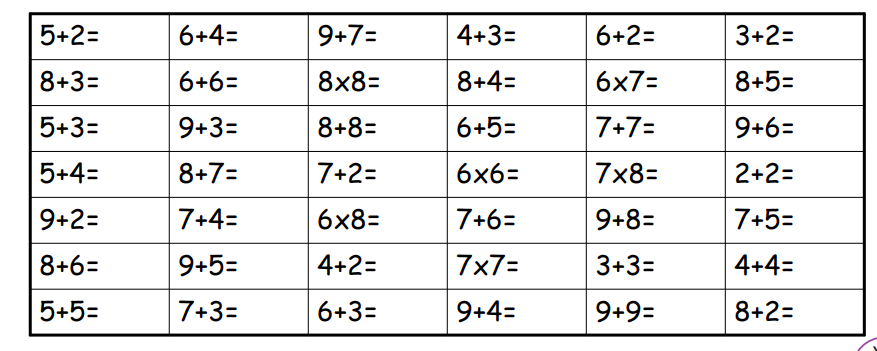 5+2= 6+4= 9+7= 4+3= 6+2= 3+2=
8+3= 6+6= 8x8= 8+4= 6x7= 8+5=
5+3= 9+3= 8+8= 6+5= 7+7= 9+6=
5+4= 8+7= 7+2= 6x6= 7x8= 2+2=
9+2= 7+4= 6x8= 7+6= 9+8= 7+5=
8+6= 9+5= 4+2= 7x7= 3+3= 4+4=
5+5= 7+3= 6+3= 9+4= 9+9= 8+2=